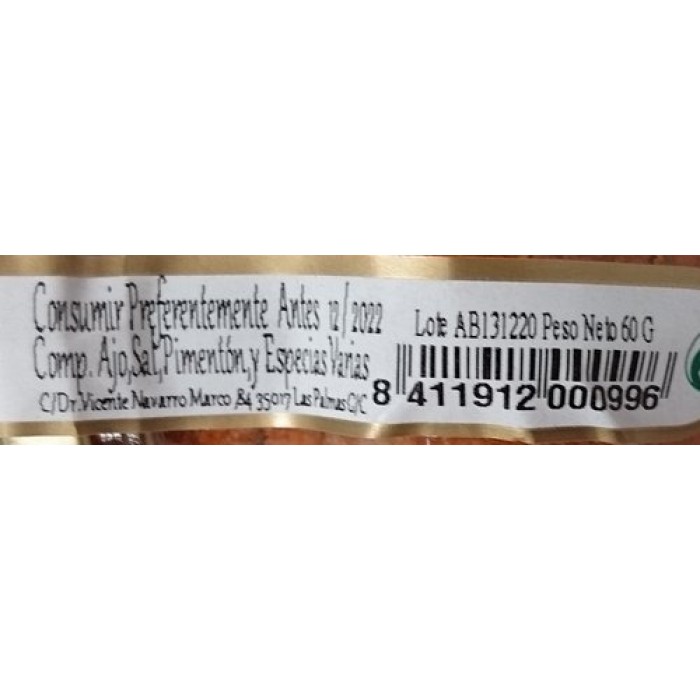 Consumir Preferentemente Antes 12/2022
Comp. Ajo,Sal,Pimentón,y Especias Varias
C/Dr.Vicente Navarro Marco 84 35017 Las Palmas G/C
Lote AB131220 Peso Neto 60 G
8 411912 000996